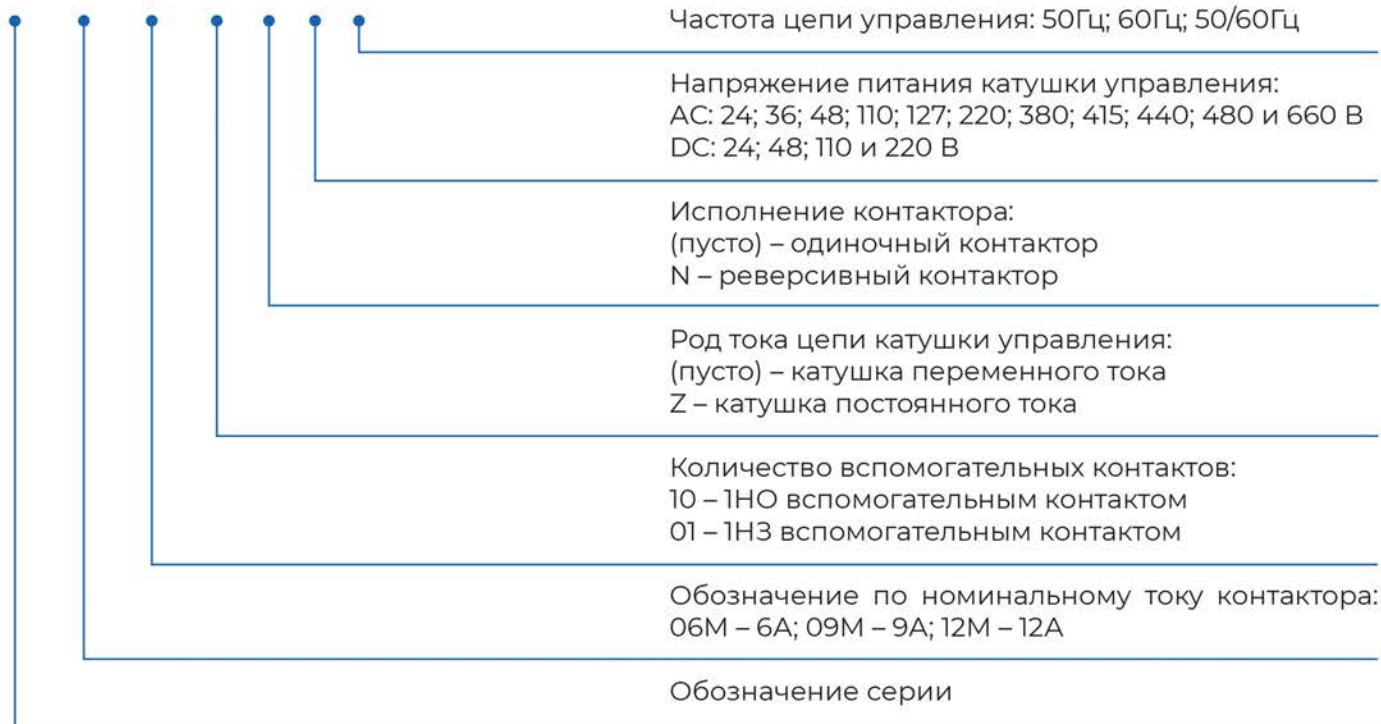 Частота цепи управления: 50Гц; 60Гц; 50/60Гц
Напряжение питания катушки управления:
AC: 24; 36; 48; 110; 127; 220; 380; 415; 440; 480 и 660 В
DC: 24; 48; 110 и 220 В
Исполнение контактора:
(пусто) – одиночный контактор
N – реверсивный контактор
Род тока цепи катушки управления:
(пусто) – катушка переменного тока
Z – катушка постоянного тока
Количество вспомогательных контактов:
10 – 1НО вспомогательным контактом
01 – 1НЗ вспомогательным контактом
Обозначение по номинальному току контактора:
06М – 6А; 09М – 9А; 12М – 12А
Обозначение серии